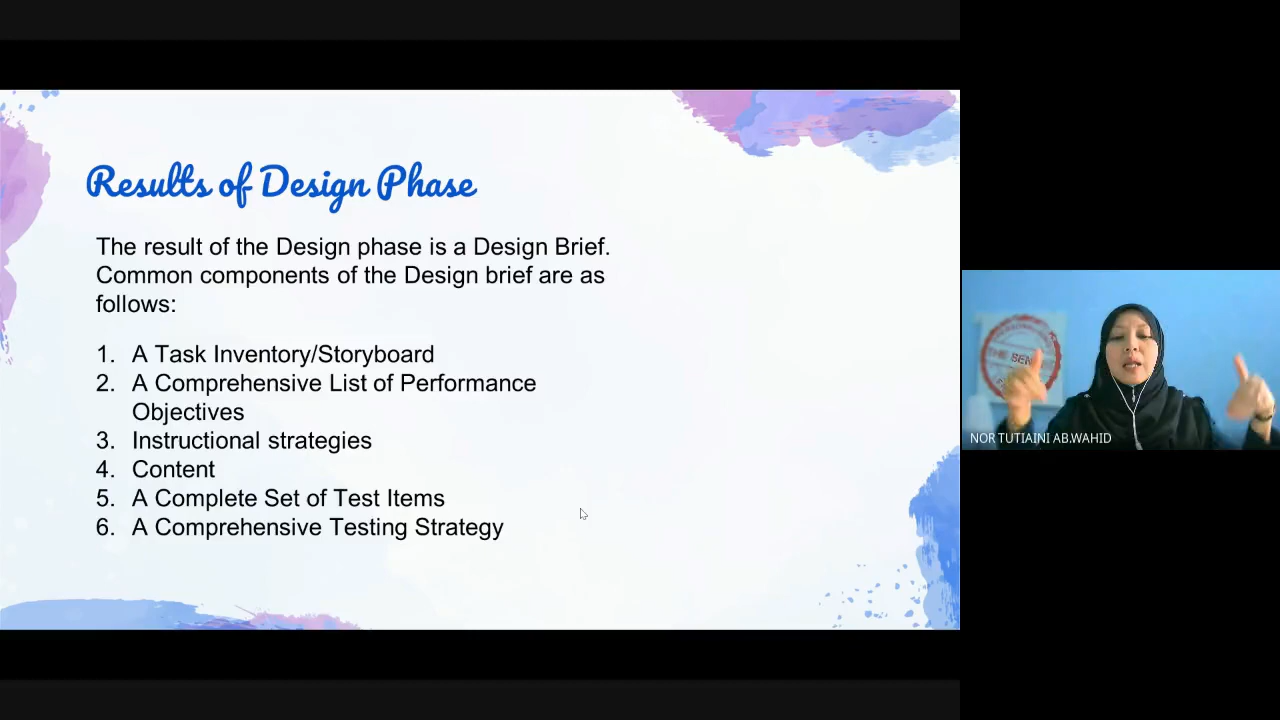 Results of Design Phase
The result of the Design phase is a Design Brief.
Common components of the Design brief are as
follows:
1. A Task Inventory/Storyboard
2. A Comprehensive List of Performance
Objectives
3. Instructional strategies
4. Content
5. A Complete Set of Test Items
6. A Comprehensive Testing Strategy
NOR TUTIAINI AB.WAHID